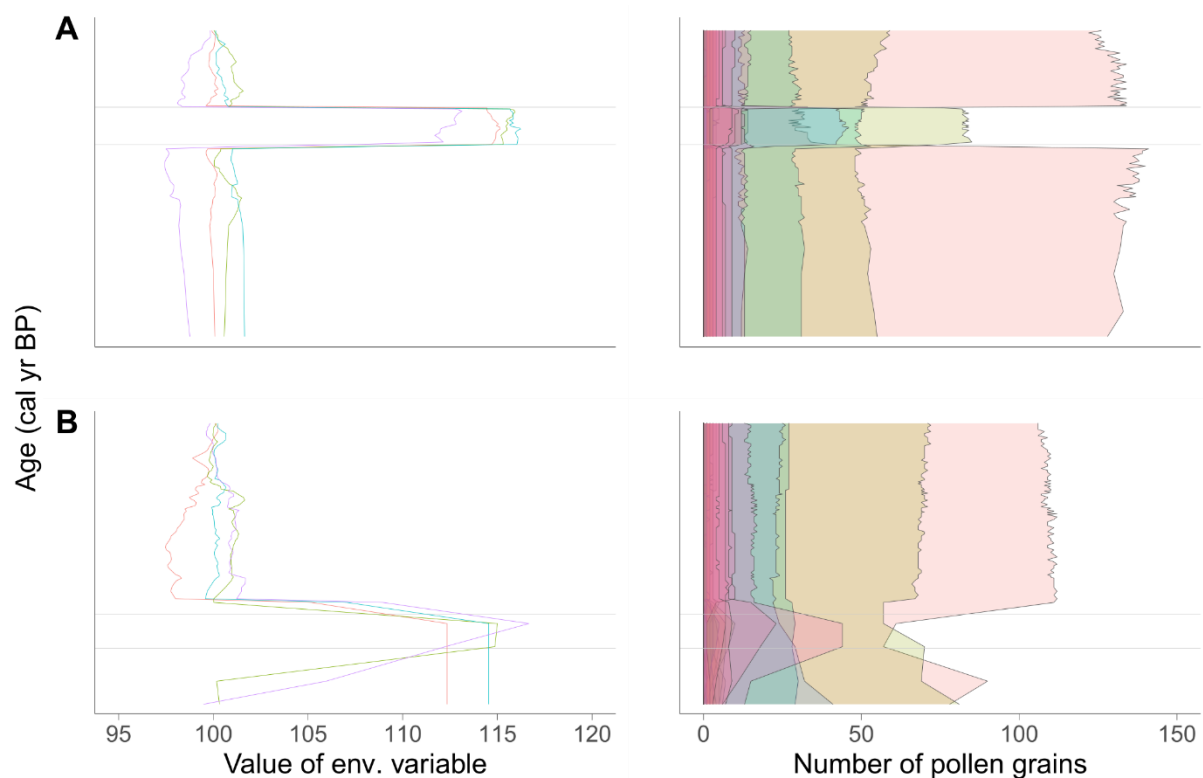 A
B
Age (cal yr BP)
95 100 105 110 115 120
0 50 100 150
Value of env. variable
Number of pollen grains